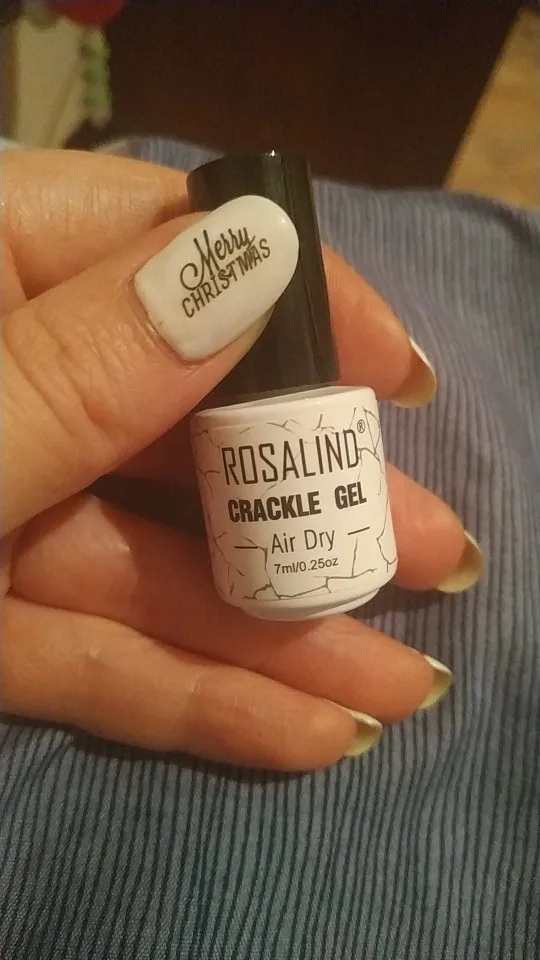 Merry
CHRISTMAS
ROSALIND®
CRACKLE GEL
Air Dry
7ml/0.25oz